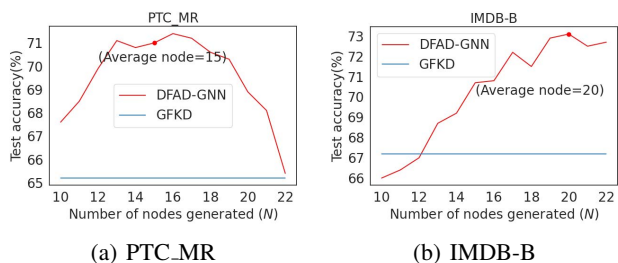 PTC_MR
Test accuracy(%)
71
70
69
68
67
66
65
(Average node=15)
DFAD-GNN
GFKD
10 12 14 16 18 20 22
Number of nodes generated (N)
(a) PTC_MR
IMDB-B
Test accuracy(%)
73
72
71
70
69
68
67
66
DFAD-GNN
GFKD
(Average node=20)
10 12 14 16 18 20 22
Number of nodes generated (N)
(b) IMDB-B